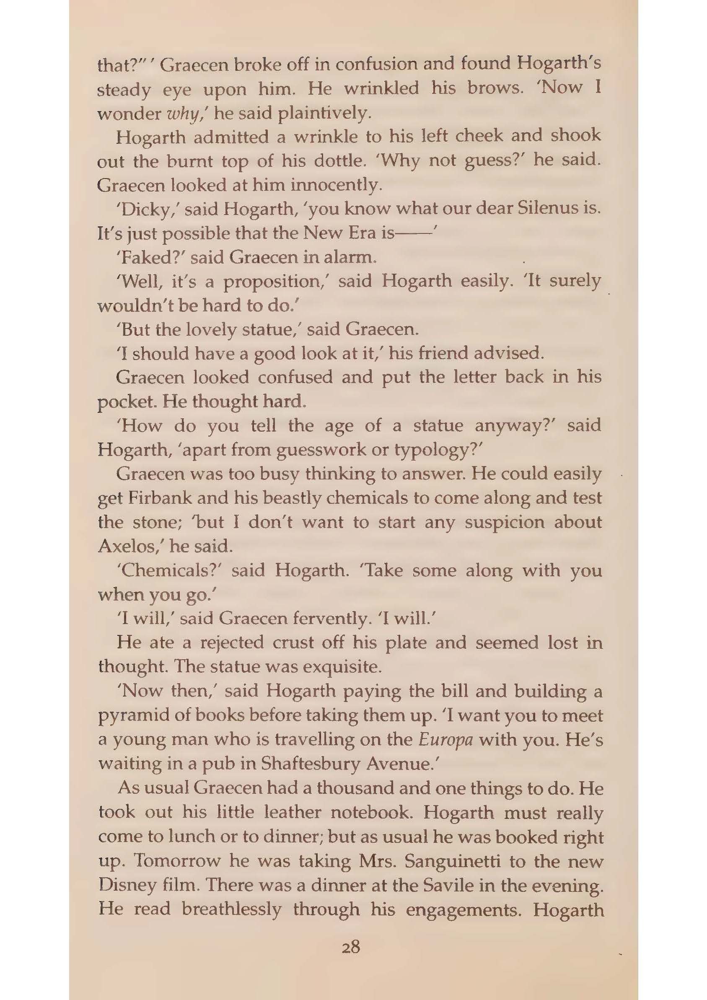 that?"' Graecen broke off in confusion and found Hogarth's
steady eye upon him. He wrinkled his brows. 'Now I
wonder why,' he said plaintively.
Hogarth admitted a wrinkle to his left cheek and shook
out the burnt top of his dottle. 'Why not guess?' he said.
Graecen looked at him innocently.
'Dicky,' said Hogarth, 'you know what our dear Silenus is.
It's just possible that the New Era is——'
'Faked?' said Graecen in alarm.
'Well, it's a proposition,' said Hogarth easily. 'It surely
wouldn't be hard to do.'
'But the lovely statue,' said Graecen.
'I should have a good look at it,' his friend advised.
Graecen looked confused and put the letter back in his
pocket. He thought hard.
'How do you tell the age of a statue anyway?' said
Hogarth, 'apart from guesswork or typology?'
Graecen was too busy thinking to answer. He could easily
get Firbank and his beastly chemicals to come along and test
the stone; 'but I don't want to start any suspicion about
Axelos,' he said.
'Chemicals?' said Hogarth. 'Take some along with you
when you go.'
'I will,' said Graecen fervently. 'I will.'
He ate a rejected crust off his plate and seemed lost in
thought. The statue was exquisite.
'Now then,' said Hogarth paying the bill and building a
pyramid of books before taking them up. 'I want you to meet
a young man who is travelling on the Europa with you. He's
waiting in a pub in Shaftesbury Avenue.'
As usual Graecen had a thousand and one things to do. He
took out his little leather notebook. Hogarth must really
come to lunch or to dinner; but as usual he was booked right
up. Tomorrow he was taking Mrs. Sanguinetti to the new
Disney film. There was a dinner at the Savile in the evening.
He read breathlessly through his engagements. Hogarth
28